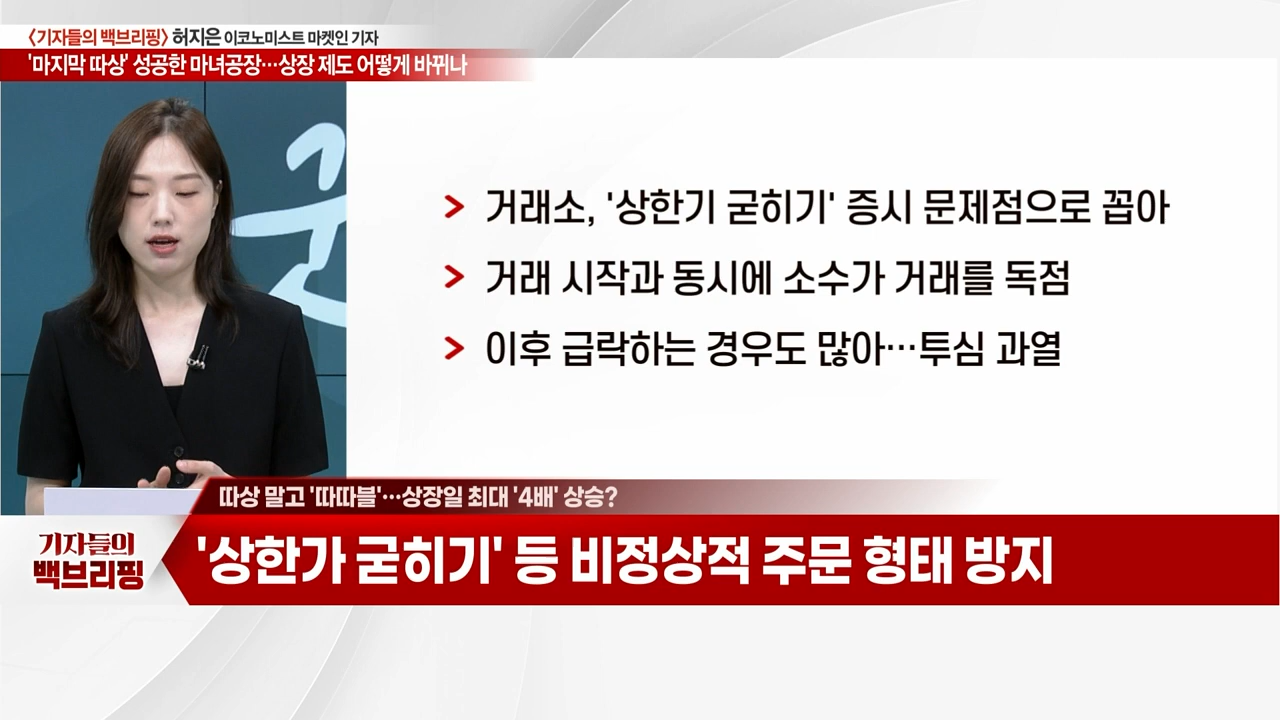 <기자들의 백브리핑> 허지은 이코노미스트 마켓인 기자
'마지막 따상' 성공한 마녀공장…상장 제도 어떻게 바뀌나
> 거래소, '상한기 굳히기' 증시 문제점으로 꼽아
> 거래 시작과 동시에 소수가 거래를 독점
> 이후 급락하는 경우도 많아…투심 과열
따상 말고 '따따블'…상장일 최대 '4배' 상승?
기자들의
백브리핑
'상한가 굳히기' 등 비정상적 주문 형태 방지